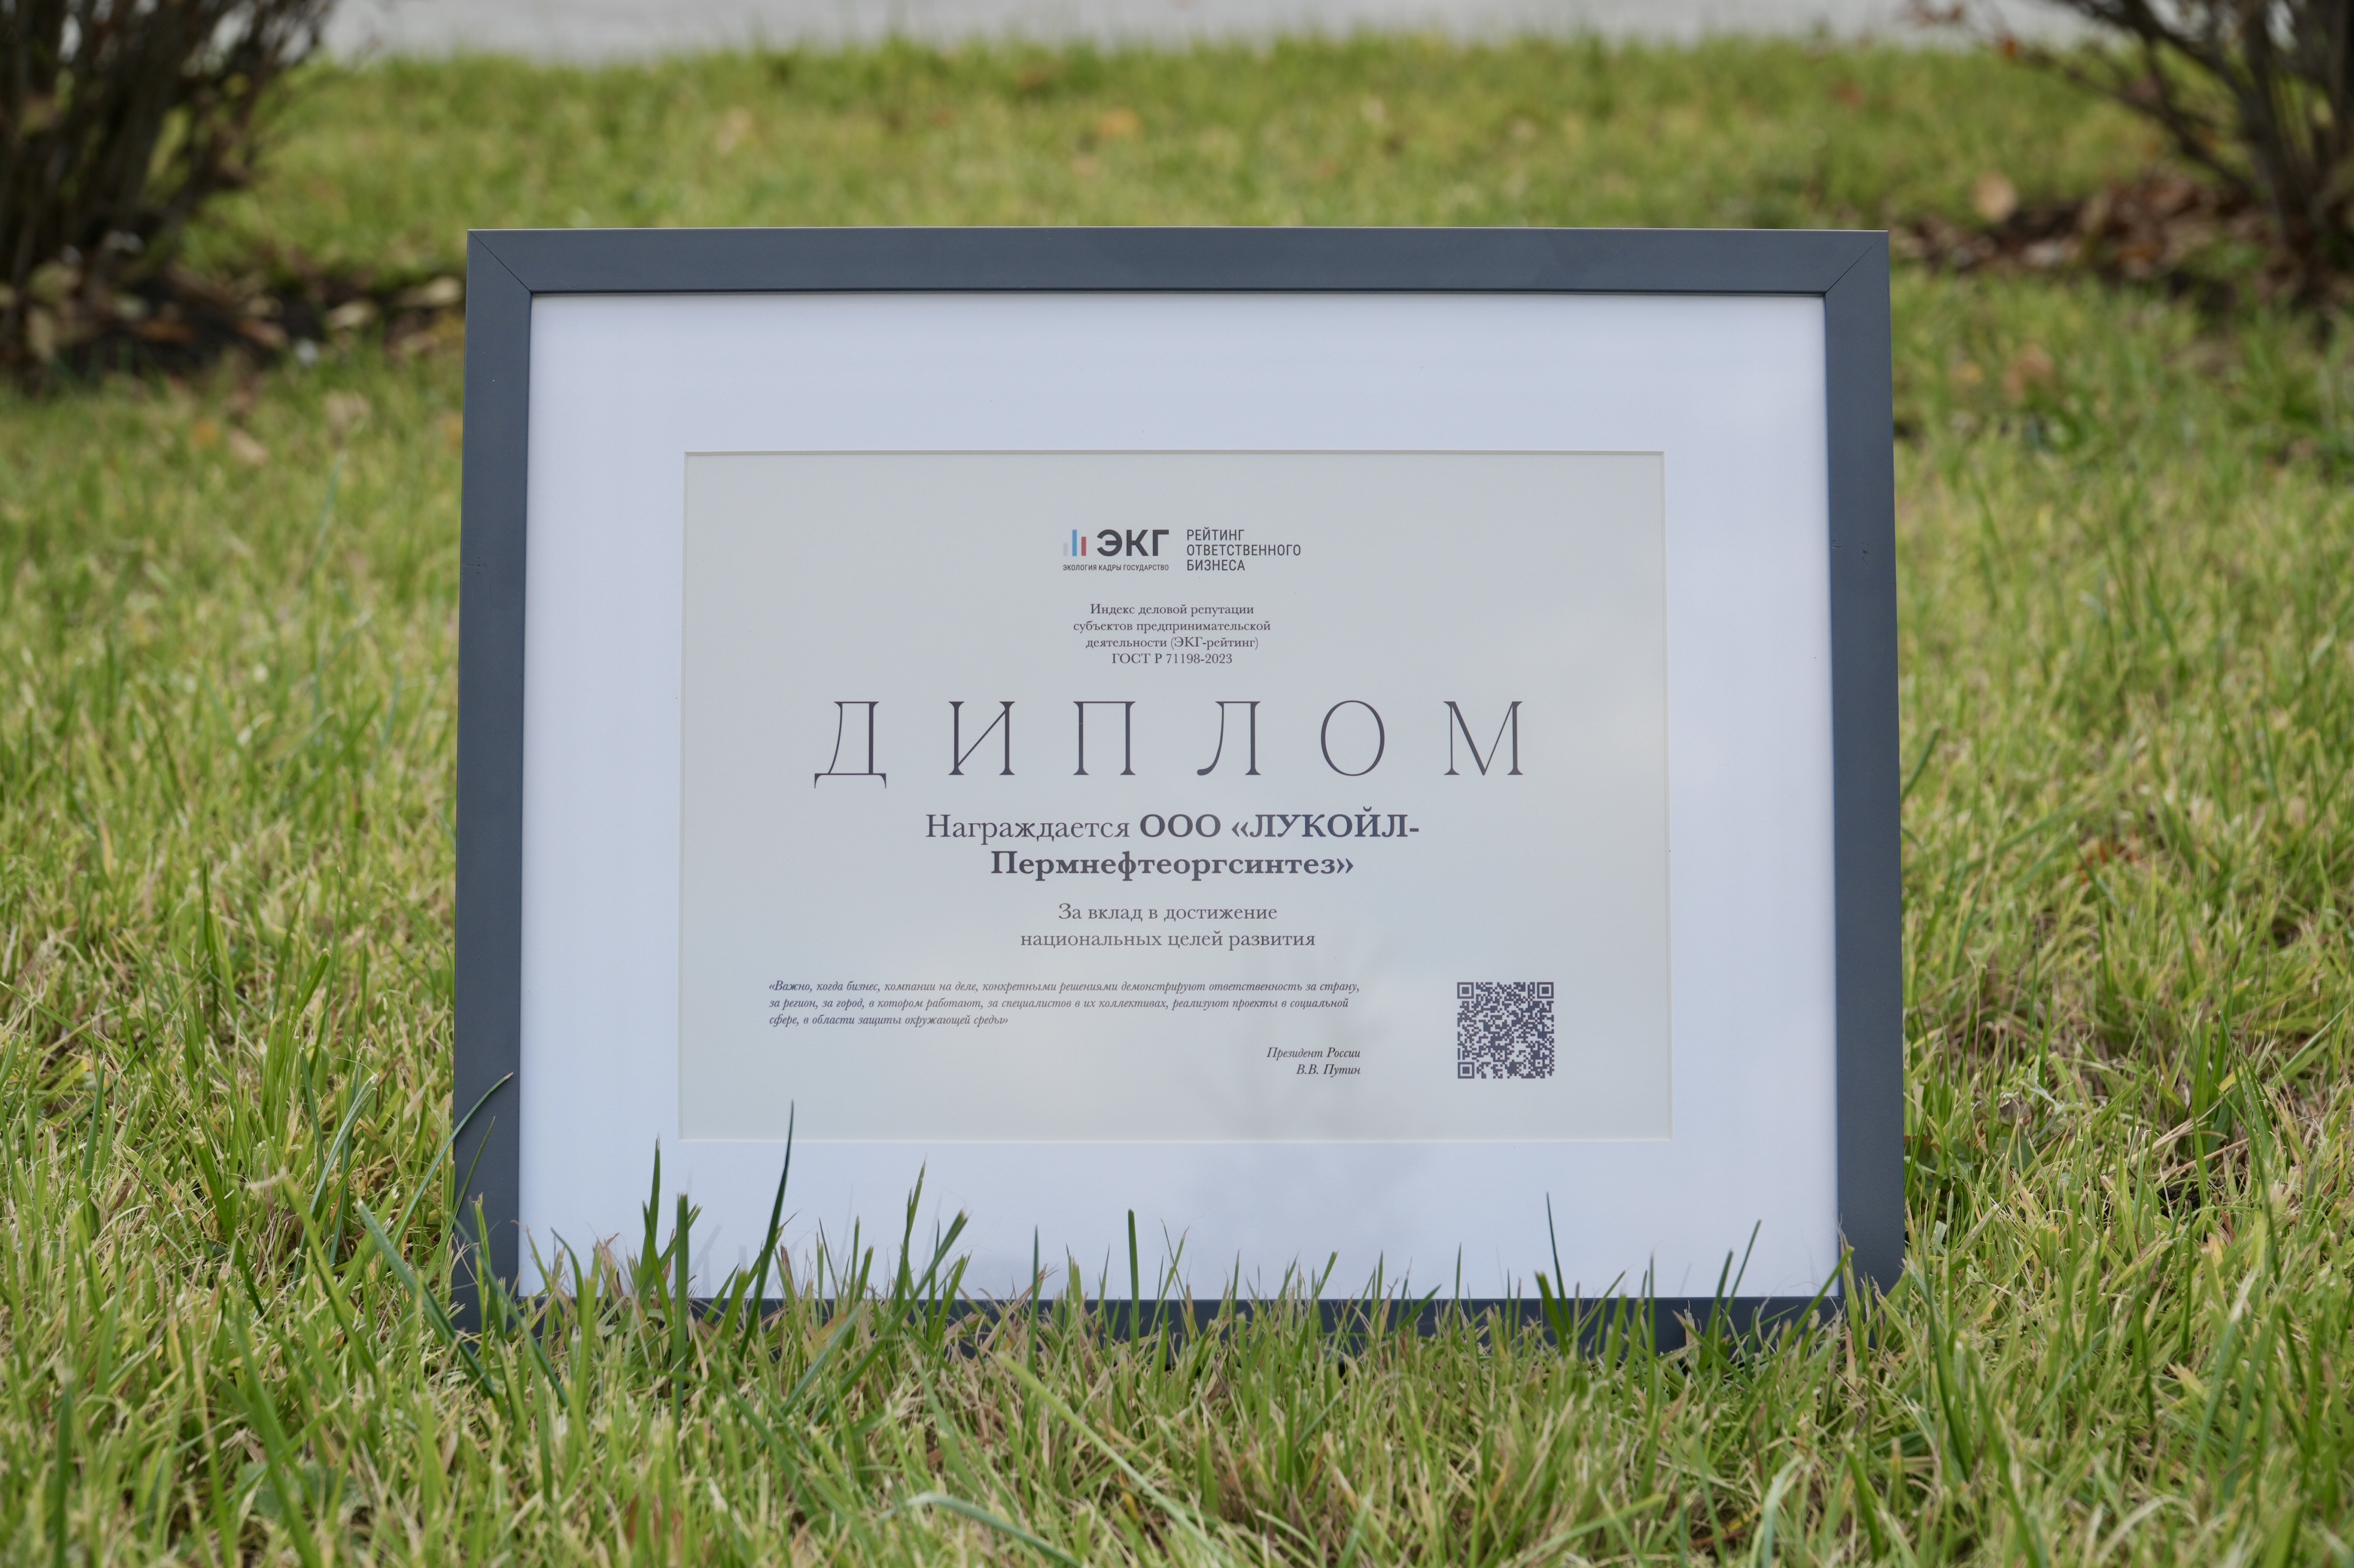 ЭКГ
ЭКОЛОГИЯ КАДРЫ ГОСУДАРСТВО
РЕЙТИНГ
ОТВЕТСТВЕННОГО
БИЗНЕСА
Индекс деловой репутации
субъектов предпринимательской
деятельности (ЭКГ-рейтинг)
ГОСТ Р 71198-2023
ДИПЛОМ
Награждается ООО «ЛУКОЙЛ-
Пермнефтеоргсинтез»
За вклад в достижение
национальных целей развития
«Важно, когда бизнес, компании на деле, конкретными решениями демонстрируют ответственность за страну,
за регион, за город, в котором работают, за специалистов в их коллективах, реализуют проекты в социальной
сфере, в области защиты окружающей среды»
Президент России
В.В. Путин